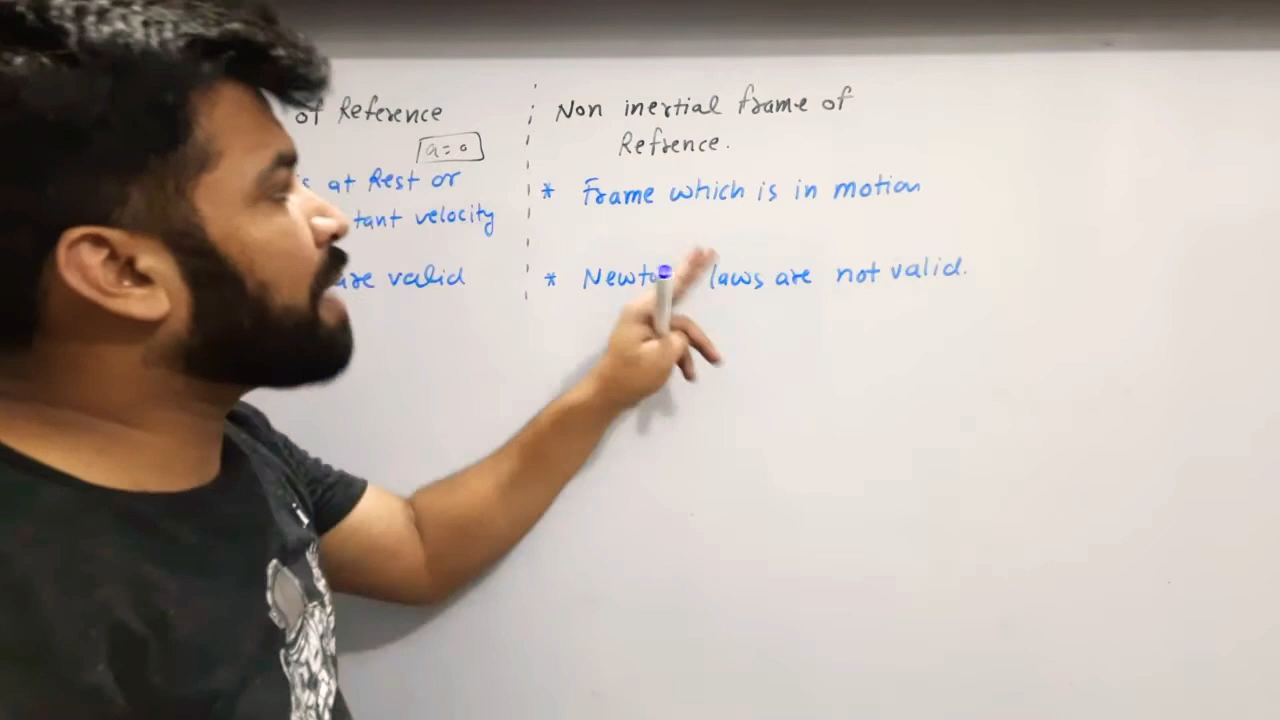 of Reference
a = 0
at Rest or
tant velocity
are valid
Non inertial frame of
Refrence.
* Frame which is in motion
* Newto laws are not valid.